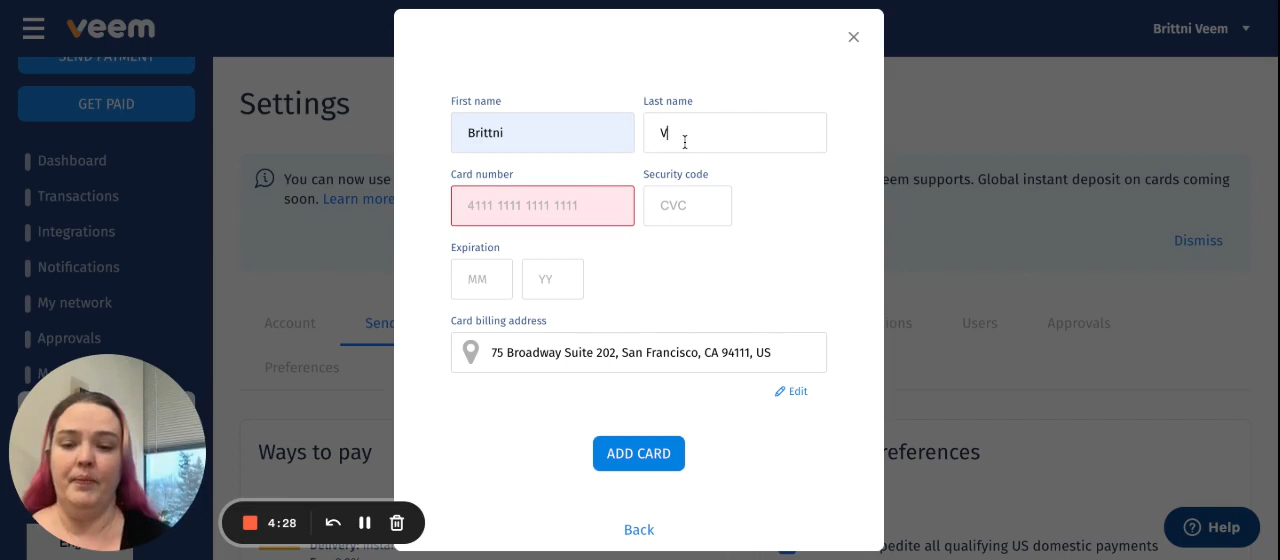 veem
Brittni Veem
SEND PAYMENT
GET PAID
Settings
Dashboard
Transactions
Integrations
Notifications
My network
Approvals
You can now use
eem supports. Global instant deposit on cards coming
soon. Learn more
Dismiss
Account
Send
ons
Users
Approvals
Preferences
Ways to pay
references
pedite all qualifying US domestic payments
First name
Last name
Brittni
V
Card number
Security code
4111 1111 1111 1111
CVC
Expiration
MM
YY
Card billing address
75 Broadway Suite 202, San Francisco, CA 94111, US
Edit
ADD CARD
Back
4:28
Help